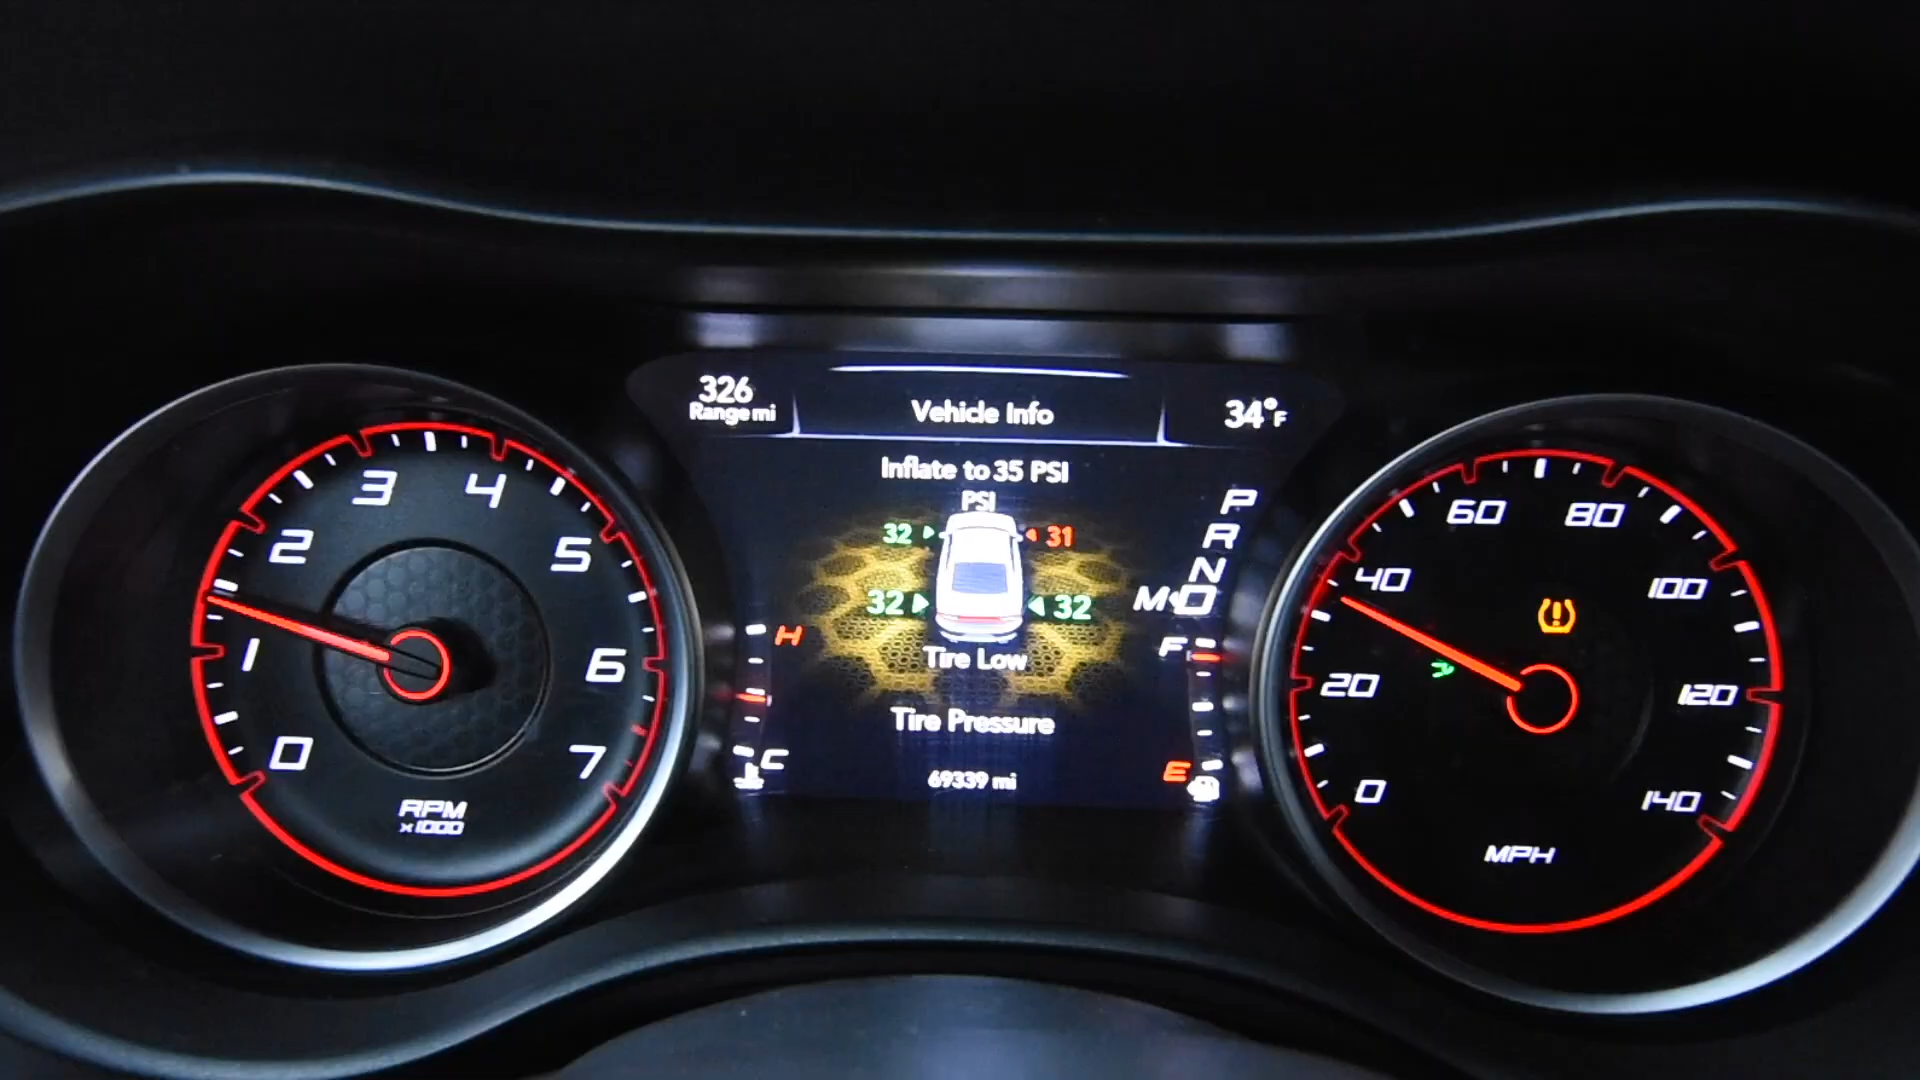 326
Range mi
Vehicle Info
34°F
Inflate to 35 PSI
PSI
32 31
32 32
Tire Low
Tire Pressure
69339 mi
P
R
N
M D
H
C
F
E
0
1
2
3
4
5
6
7
RPM
x1000
0
20
40
60
80
100
120
140
MPH